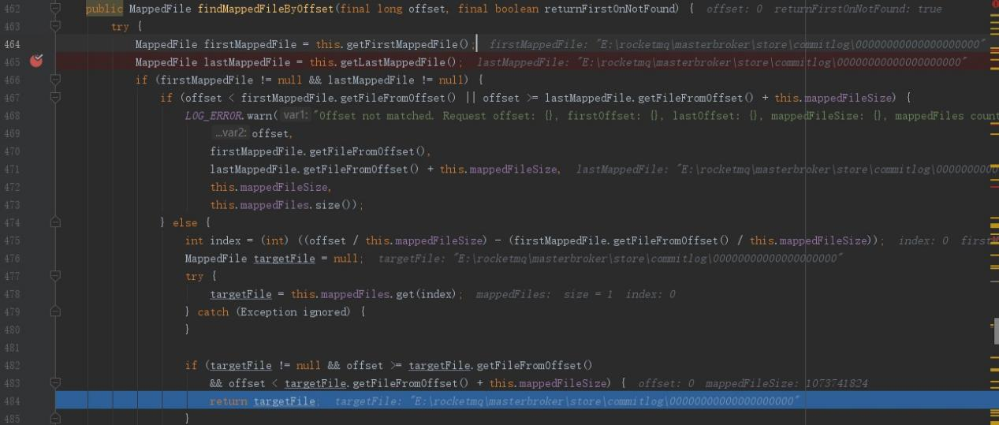 462 public MappedFile findMappedFileByOffset(final long offset, final boolean returnFirstOnNotFound) { offset: 0 returnFirstOnNotFound: true
463 try {
464 MappedFile firstMappedFile = this.getFirstMappedFile(); firstMappedFile: "E:\rocketmq\masterbroker\store\commitlog\00000000000000000000"
465 MappedFile lastMappedFile = this.getLastMappedFile(); lastMappedFile: "E:\rocketmq\masterbroker\store\commitlog\00000000000000000000"
466 if (firstMappedFile != null && lastMappedFile != null) {
467 if (offset < firstMappedFile.getFileFromOffset() || offset >= lastMappedFile.getFileFromOffset() + this.mappedFileSize) {
468 LOG_ERROR.warn( var1: "Offset not matched. Request offset: {}, firstOffset: {}, lastOffset: {}, mappedFileSize: {}, mappedFiles count
469 ...var2: offset,
470 firstMappedFile.getFileFromOffset(),
471 lastMappedFile.getFileFromOffset() + this.mappedFileSize, lastMappedFile: "E:\rocketmq\masterbroker\store\commitlog\0000000000
472 this.mappedFileSize,
473 this.mappedFiles.size());
474 } else {
475 int index = (int) ((offset / this.mappedFileSize) - (firstMappedFile.getFileFromOffset() / this.mappedFileSize)); index: 0 firstM
476 MappedFile targetFile = null; targetFile: "E:\rocketmq\masterbroker\store\commitlog\00000000000000000000"
477 try {
478 targetFile = this.mappedFiles.get(index); mappedFiles: size = 1 index: 0
479 } catch (Exception ignored) {
480 }
481
482 if (targetFile != null && offset >= targetFile.getFileFromOffset()
483 && offset < targetFile.getFileFromOffset() + this.mappedFileSize) { offset: 0 mappedFileSize: 1073741824
484 return targetFile; targetFile: "E:\rocketmq\masterbroker\store\commitlog\00000000000000000000"
485 }